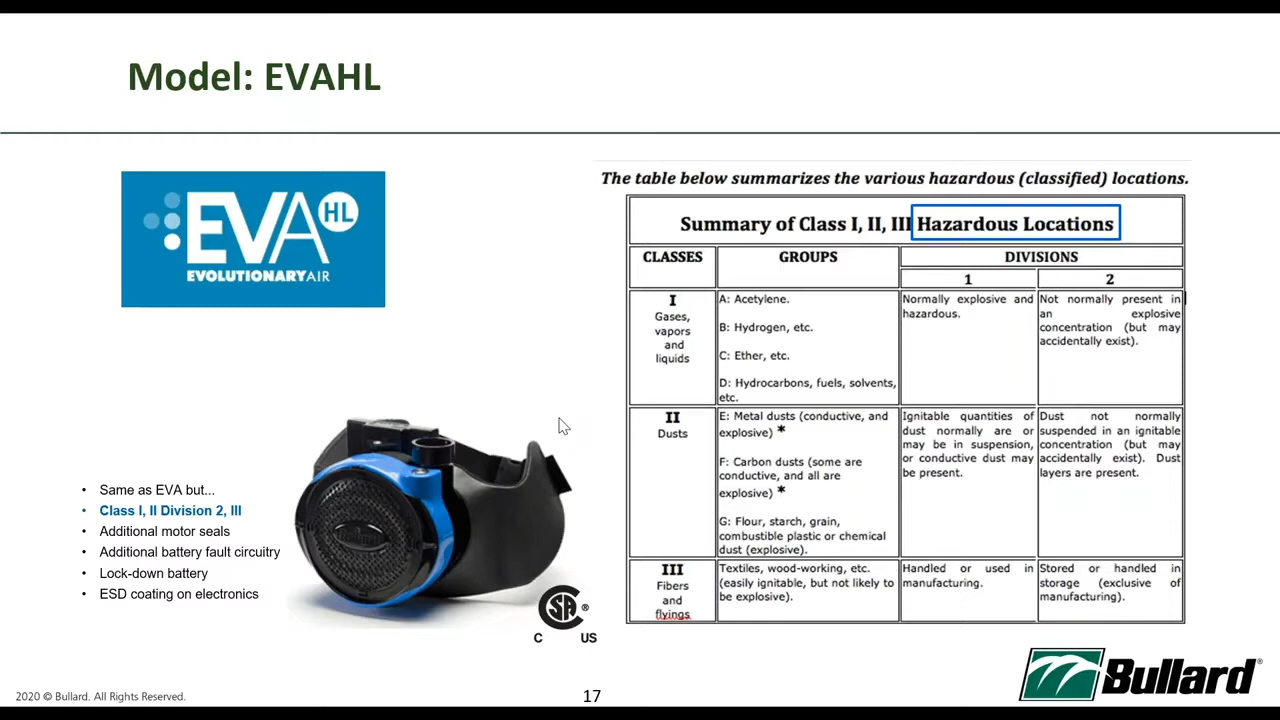 Model: EVAHL
EVA HL
EVOLUTIONARYAIR
Same as EVA but...
Class I, II Division 2, III
Additional motor seals
Additional battery fault circuitry
Lock-down battery
ESD coating on electronics
SA ®
C US
The table below summarizes the various hazardous (classified) locations.
Summary of Class I, II, III Hazardous Locations
CLASSES
GROUPS
DIVISIONS
1
2
I
Gases,
vapors
and
liquids
A: Acetylene.
B: Hydrogen, etc.
C: Ether, etc.
D: Hydrocarbons, fuels, solvents,
etc.
Normally explosive and
hazardous.
Not normally present in
an explosive
concentration (but may
accidentally exist).
II
Dusts
E: Metal dusts (conductive, and
explosive) *
F: Carbon dusts (some are
conductive, and all are
explosive) *
G: Flour, starch, grain,
combustible plastic or chemical
dust (explosive).
Ignitable quantities of
dust normally are or
may be in suspension,
or conductive dust may
be present.
Dust not normally
suspended in an ignitable
concentration (but may
accidentally exist). Dust
layers are present.
III
Fibers
and
flyings
Textiles, wood-working, etc.
(easily ignitable, but not likely to
be explosive).
Handled or used in
manufacturing.
Stored or handled in
storage (exclusive of
manufacturing).
2020 © Bullard. All Rights Reserved.
17
Bullard®